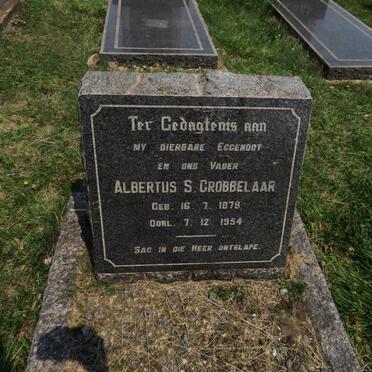 Ter Gedagtenis aan
MY DIERBARE EGGENOOT
EN ONS VADER
ALBERTUS S. GROBBELAAR
GEB. 16. 7. 1878
OORL. 7. 12. 1954
SAG IN DIE HEER ONTSLAPE.